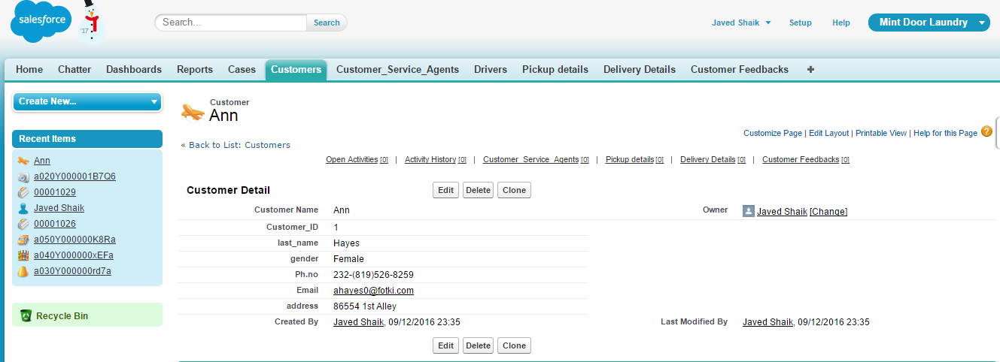 salesforce
'17
Search... Search
Javed Shaik Setup Help Mint Door Laundry
Home Chatter Dashboards Reports Cases Customers Customer_Service_Agents Drivers Pickup details Delivery Details Customer Feedbacks +
Create New...
Recent Items
Ann
a020Y000001B7Q6
00001029
Javed Shaik
00001026
a050Y000000K8Ra
a040Y000000xEFa
a030Y000000rd7a
Recycle Bin
Customer
Ann
Customize Page | Edit Layout | Printable View | Help for this Page ?
« Back to List: Customers
Open Activities [0] | Activity History [0] | Customer_Service_Agents [0] | Pickup details [0] | Delivery Details [0] | Customer Feedbacks [0]
Customer Detail Edit Delete Clone
Customer Name Ann Owner Javed Shaik [Change]
Customer_ID 1
last_name Hayes
gender Female
Ph.no 232-(819)526-8259
Email ahayes0@fotki.com
address 86554 1st Alley
Created By Javed Shaik, 09/12/2016 23:35 Last Modified By Javed Shaik, 09/12/2016 23:35
Edit Delete Clone